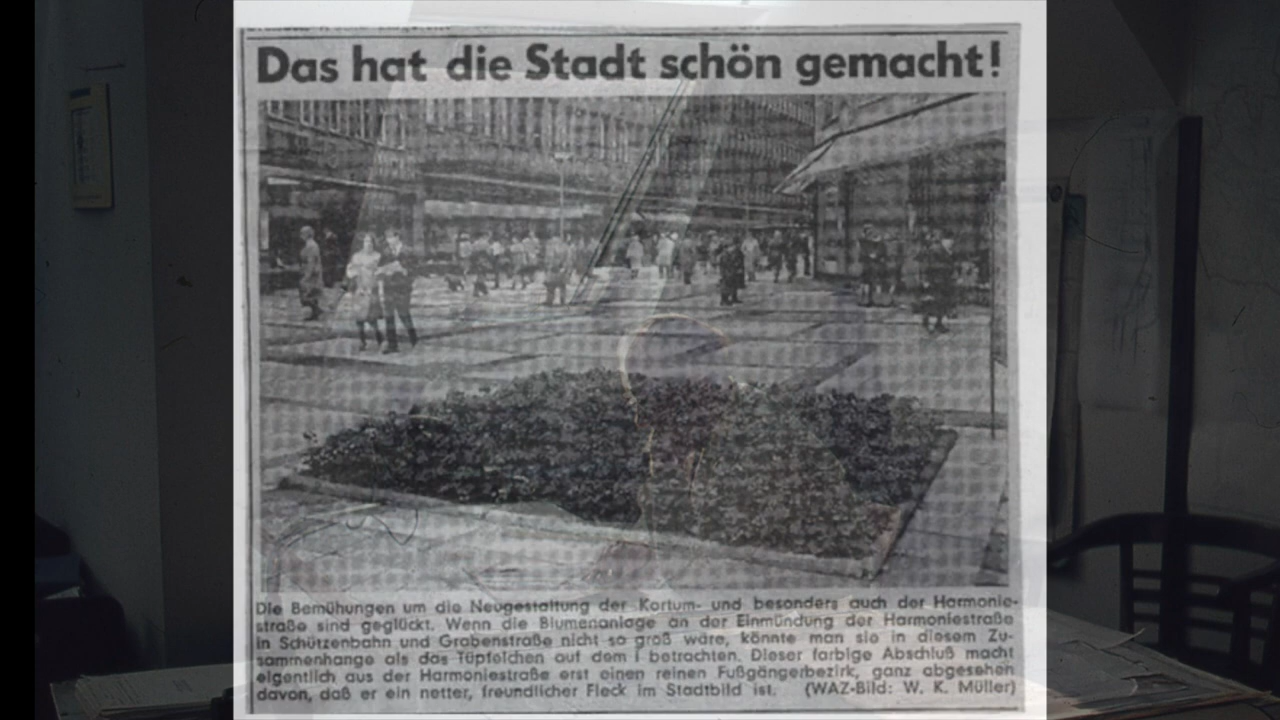 Das hat die Stadt schön gemacht!
Die Bemühungen um die Neugestaltung der Kortum- und besonders auch der Harmonie-
straße sind geglückt. Wenn die Blumenanlage an der Einmündung der Harmoniestraße
in Schützenbahn und Grabenstraße nicht so groß wäre, könnte man sie in diesem Zu-
sammenhange als das Tüpfelchen auf dem i betrachten. Dieser farbige Abschluß macht
eigentlich aus der Harmoniestraße erst einen reinen Fußgängerbezirk, ganz abgesehen
davon, daß er ein netter, freundlicher Fleck im Stadtbild ist. (WAZ-Bild: W. K. Müller)